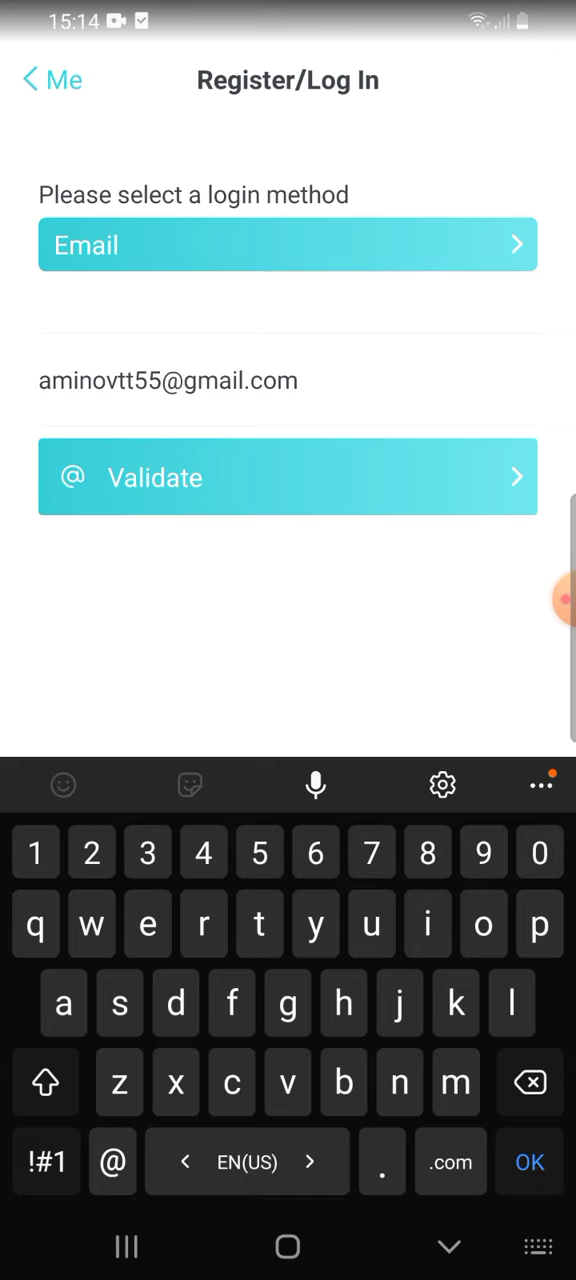 15:14
Me
Register/Log In
Please select a login method
Email
aminovtt55@gmail.com
@ Validate
1 2 3 4 5 6 7 8 9 0
q w e r t y u i o p
a s d f g h j k l
z x c v b n m
!#1 @ < EN(US) > . .com OK